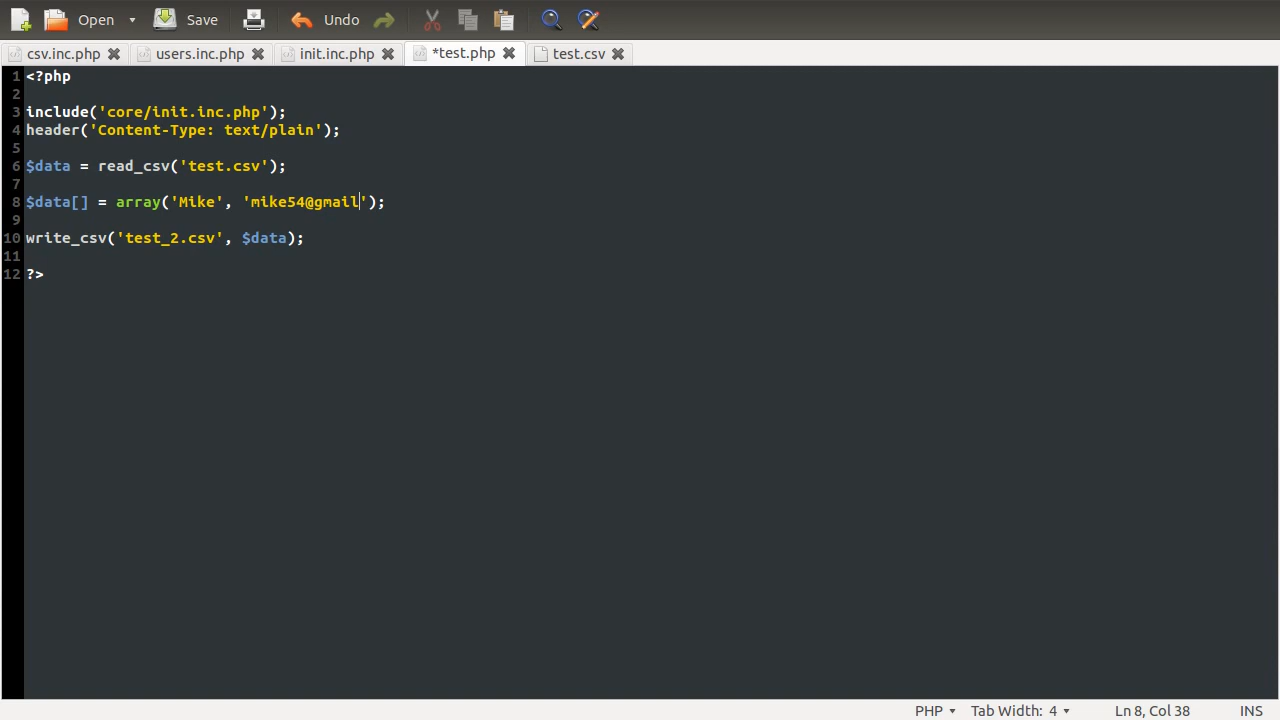 Open Save Undo
csv.inc.php users.inc.php init.inc.php *test.php test.csv
1 <?php
2
3 include('core/init.inc.php');
4 header('Content-Type: text/plain');
5
6 $data = read_csv('test.csv');
7
8 $data[] = array('Mike', 'mike54@gmail');
9
10 write_csv('test_2.csv', $data);
11
12 ?>
PHP Tab Width: 4 Ln 8, Col 38 INS